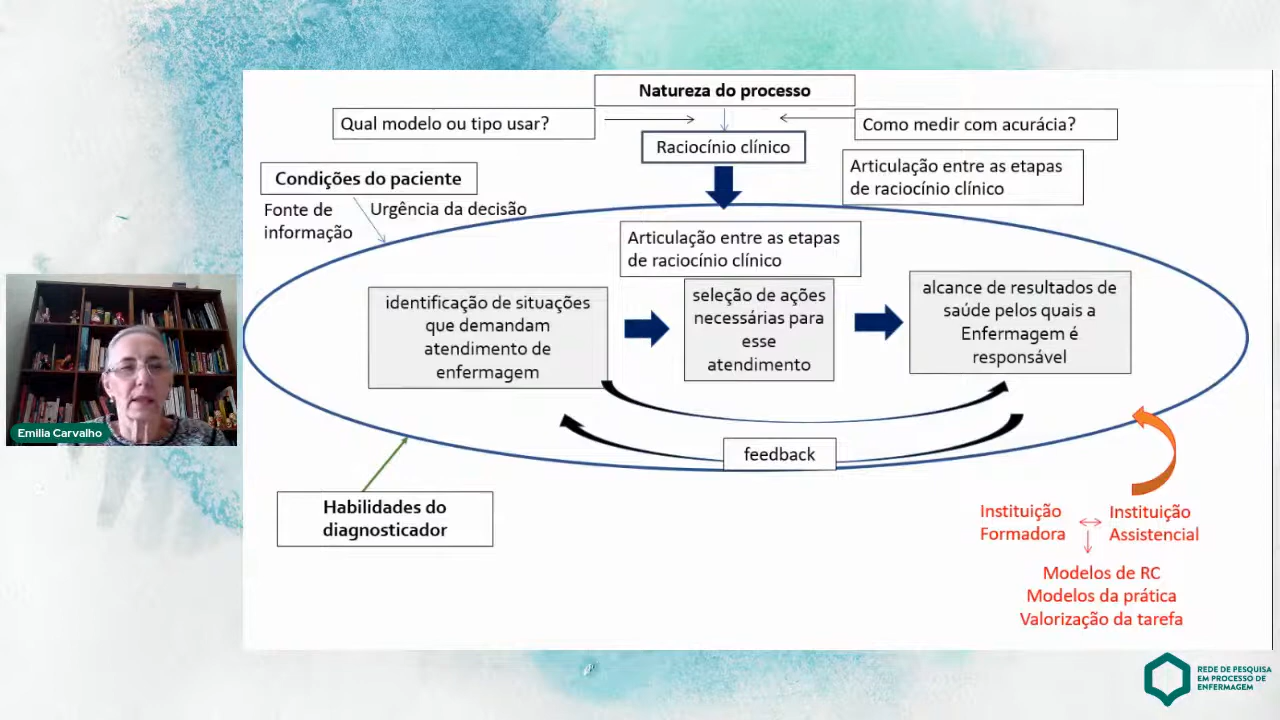 Natureza do processo
Qual modelo ou tipo usar?
Como medir com acurácia?
Raciocínio clínico
Articulação entre as etapas
de raciocínio clínico
Condições do paciente
Fonte de
informação
Urgência da decisão
Articulação entre as etapas
de raciocínio clínico
identificação de situações
que demandam
atendimento de
enfermagem
seleção de ações
necessárias para
esse
atendimento
alcance de resultados de
saúde pelos quais a
Enfermagem é
responsável
feedback
Emilia Carvalho
Habilidades do
diagnosticador
Instituição
Formadora
Instituição
Assistencial
Modelos de RC
Modelos da prática
Valorização da tarefa
REDE DE PESQUISA
EM PROCESSO DE
ENFERMAGEM